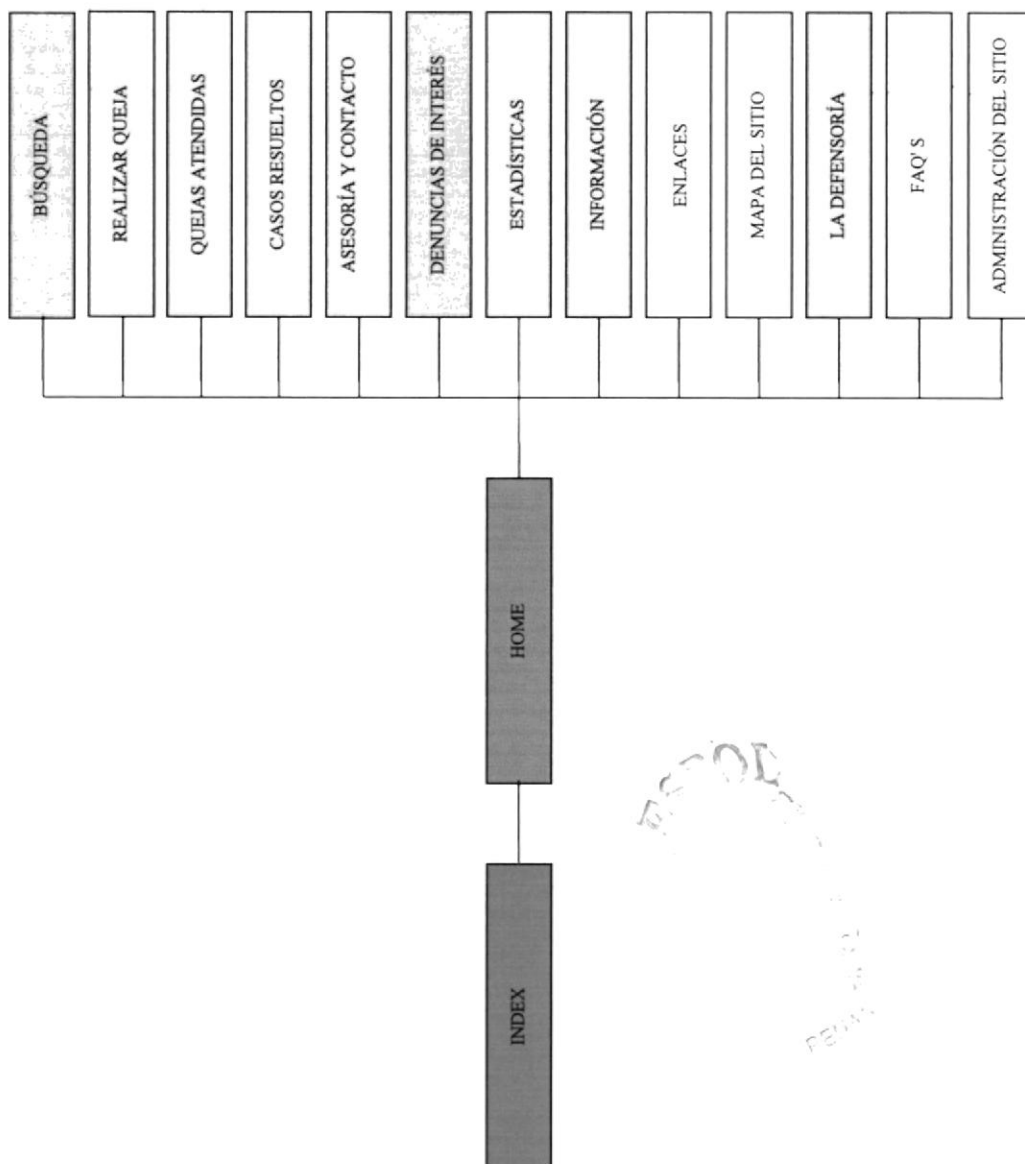 BÚSQUEDA
REALIZAR QUEJA
QUEJAS ATENDIDAS
CASOS RESUELTOS
ASESORÍA Y CONTACTO
DENUNCIAS DE INTERÉS
ESTADÍSTICAS
INFORMACIÓN
ENLACES
MAPA DEL SITIO
LA DEFENSORÍA
FAQ' S
ADMINISTRACIÓN DEL SITIO
HOME
INDEX